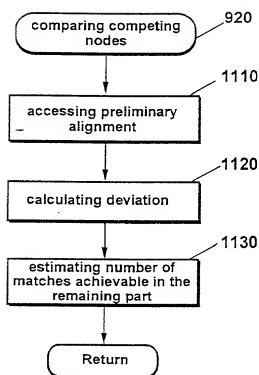 comparing competing
nodes
920
1110
accessing preliminary
alignment
1120
calculating deviation
1130
estimating number of
matches achievable in the
remaining part
Return